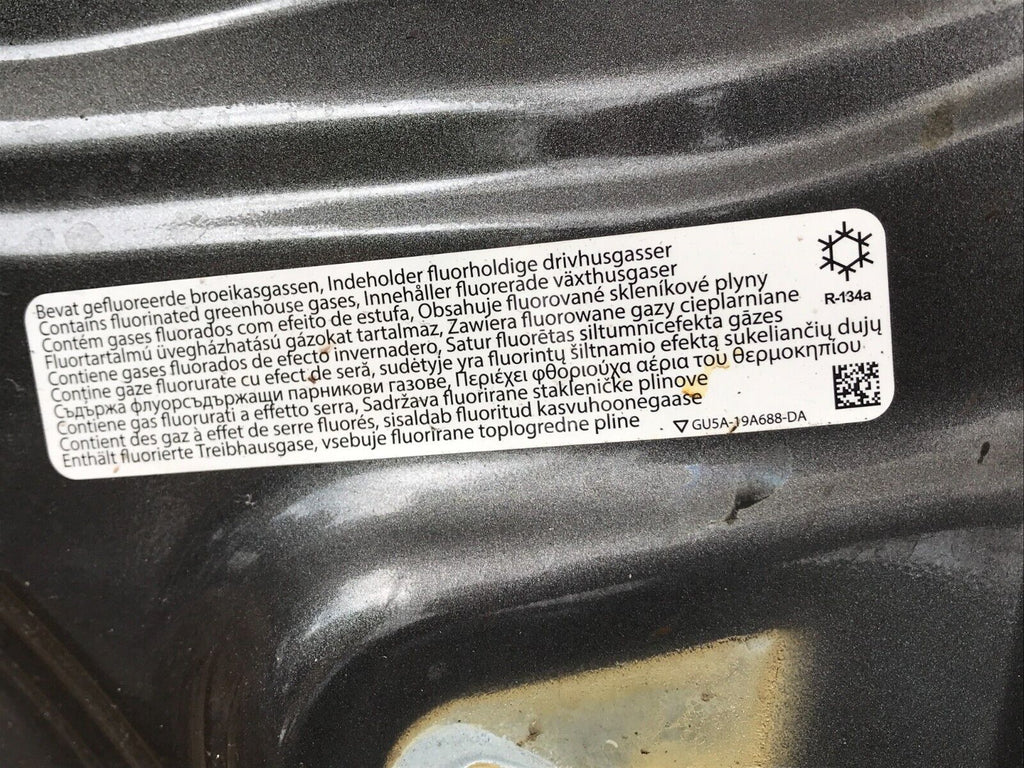 Bevat gefluoreerde broeikasgassen, Indeholder fluorholdige drivhusgasser
Contains fluorinated greenhouse gases, Innehåller fluorerade växthusgaser
Contém gases fluorados com efeito de estufa, Obsahuje fluorované skleníkové plyny
Fluortartalmú üvegházhatású gázokat tartalmaz, Zawiera fluorowane gazy cieplarniane
Contiene gases fluorados de efecto invernadero, Satur fluorētas siltumnīcefekta gāzes
Conține gaze fluorurate cu efect de seră, sudėtyje yra fluorintų šiltnamio efektą sukeliančių dujų
Съдържа флуорсъдържащи парникови газове, Περιέχει φθοριούχα αέρια του θερμοκηπίου
Contiene gas fluorurati a effetto serra, Sadržava fluorirane stakleničke plinove
Contient des gaz à effet de serre fluorés, sisaldab fluoritud kasvuhoonegaase
Enthält fluorierte Treibhausgase, vsebuje fluorirane toplogredne pline
R-134a
GU5A-19A688-DA